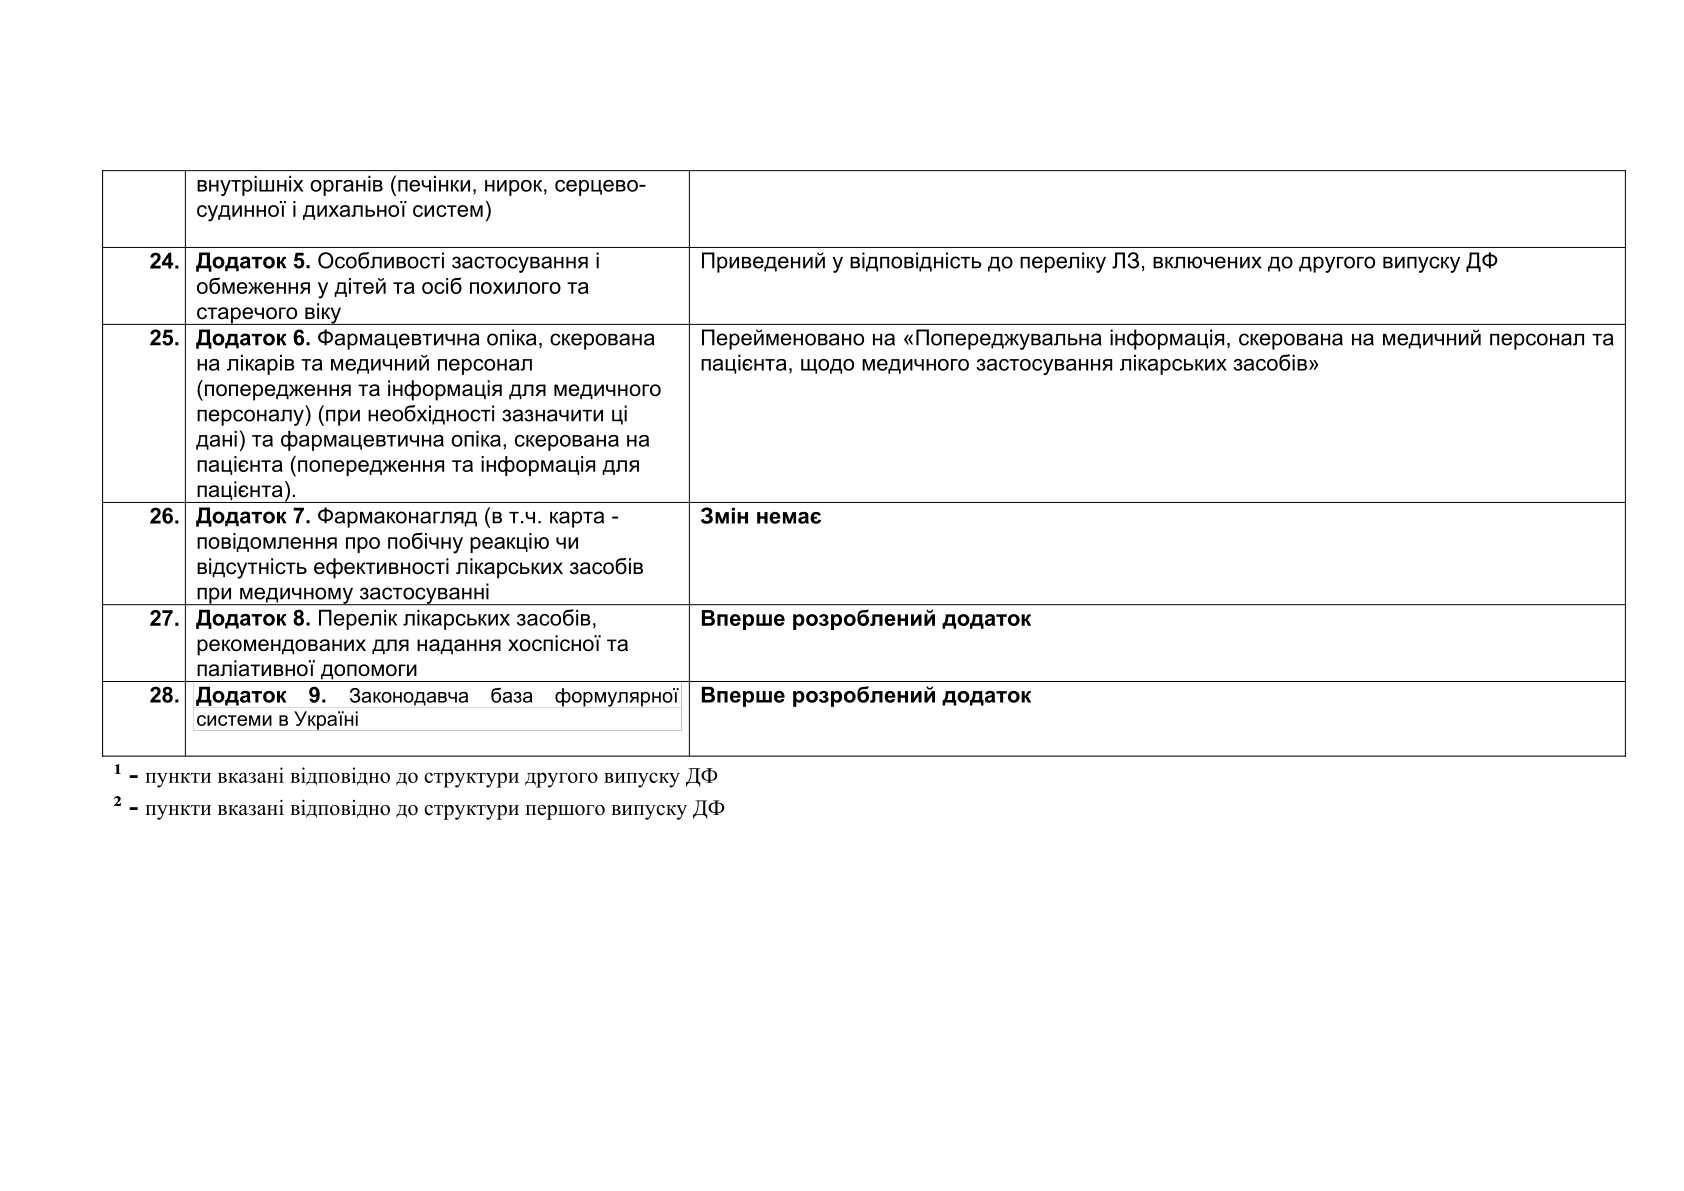 внутрішніх органів (печінки, нирок, серцево-
судинної і дихальної систем)
24. Додаток 5. Особливості застосування і
обмеження у дітей та осіб похилого та
старечого віку
Приведений у відповідність до переліку ЛЗ, включених до другого випуску ДФ
25. Додаток 6. Фармацевтична опіка, скерована
на лікарів та медичний персонал
(попередження та інформація для медичного
персоналу) (при необхідності зазначити ці
дані) та фармацевтична опіка, скерована на
пацієнта (попередження та інформація для
пацієнта).
Перейменовано на «Попереджувальна інформація, скерована на медичний персонал та
пацієнта, щодо медичного застосування лікарських засобів»
26. Додаток 7. Фармаконагляд (в т.ч. карта -
повідомлення про побічну реакцію чи
відсутність ефективності лікарських засобів
при медичному застосуванні
Змін немає
27. Додаток 8. Перелік лікарських засобів,
рекомендованих для надання хоспісної та
паліативної допомоги
Вперше розроблений додаток
28. Додаток 9. Законодавча база формулярної
системи в Україні
Вперше розроблений додаток
¹ - пункти вказані відповідно до структури другого випуску ДФ
² - пункти вказані відповідно до структури першого випуску ДФ